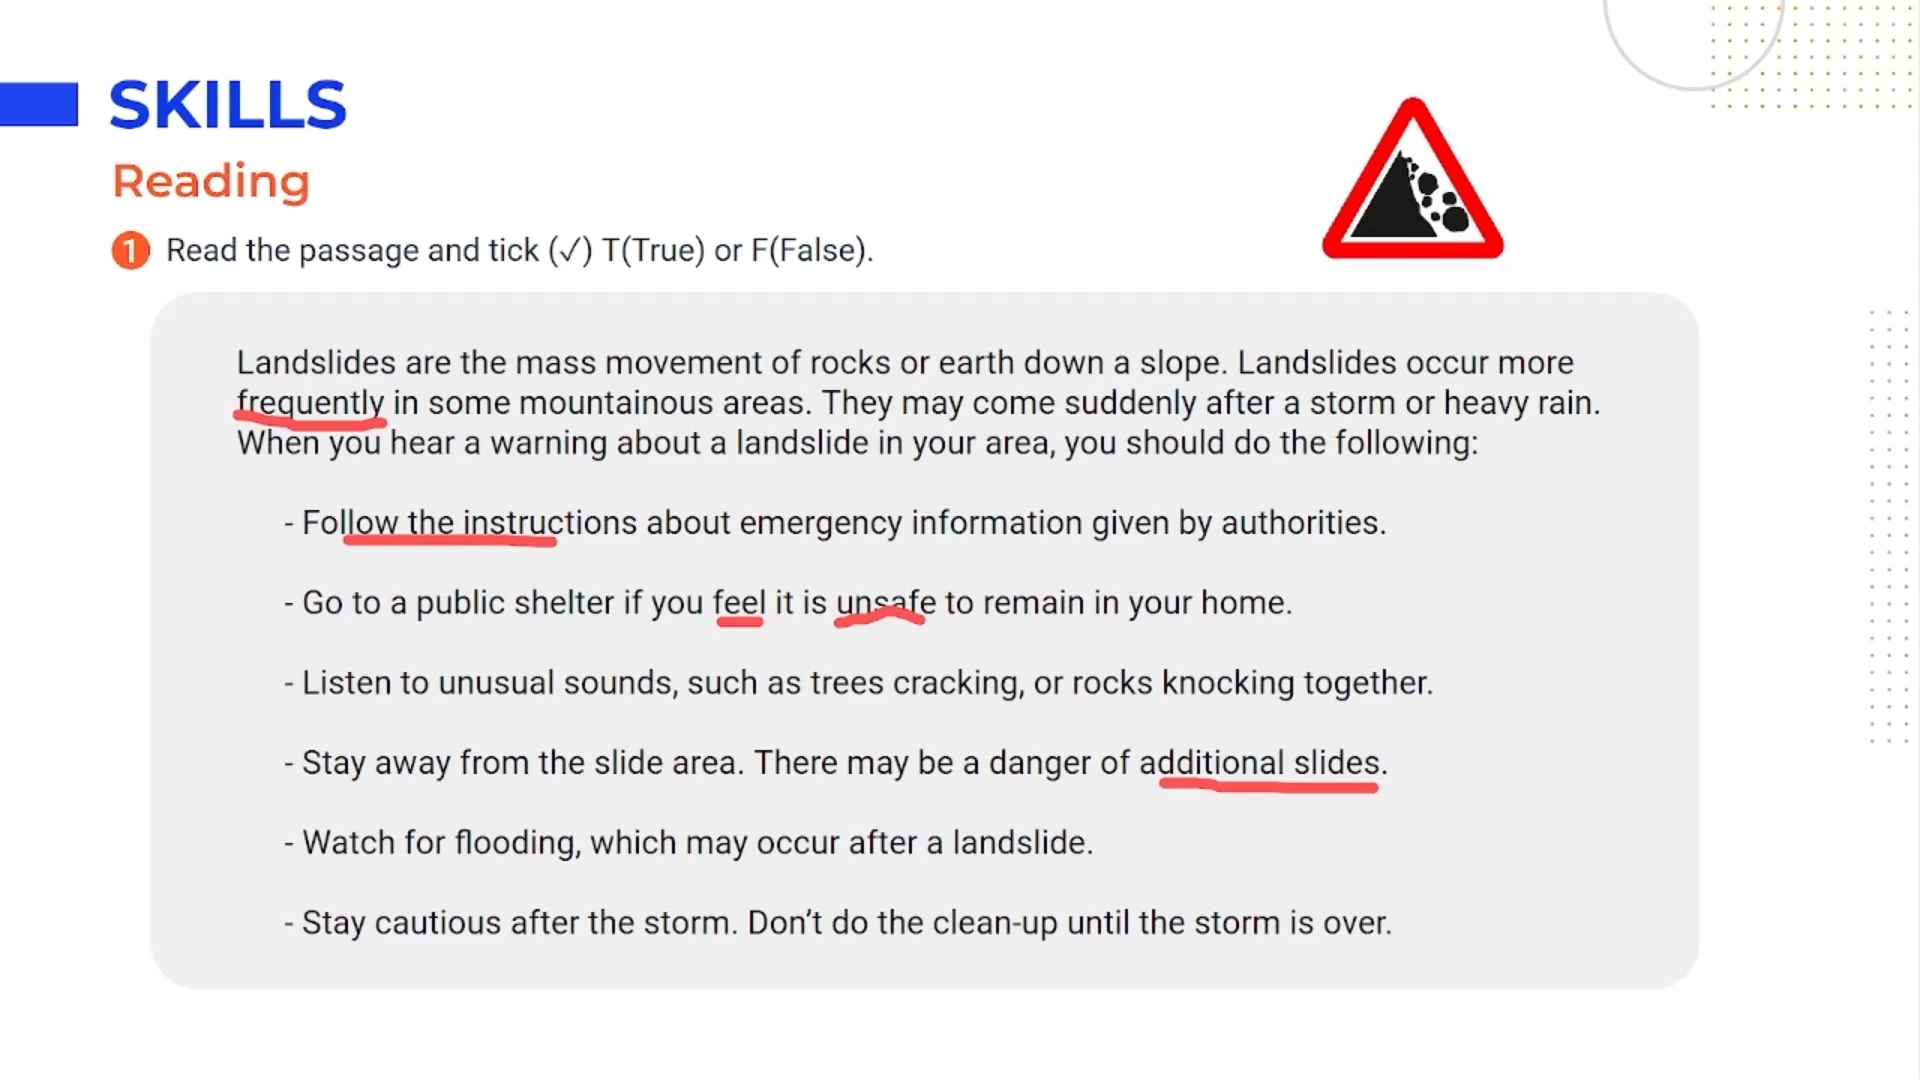 SKILLS
Reading
1 Read the passage and tick (✓) T(True) or F(False).
Landslides are the mass movement of rocks or earth down a slope. Landslides occur more
frequently in some mountainous areas. They may come suddenly after a storm or heavy rain.
When you hear a warning about a landslide in your area, you should do the following:
- Follow the instructions about emergency information given by authorities.
- Go to a public shelter if you feel it is unsafe to remain in your home.
- Listen to unusual sounds, such as trees cracking, or rocks knocking together.
- Stay away from the slide area. There may be a danger of additional slides.
- Watch for flooding, which may occur after a landslide.
- Stay cautious after the storm. Don’t do the clean-up until the storm is over.